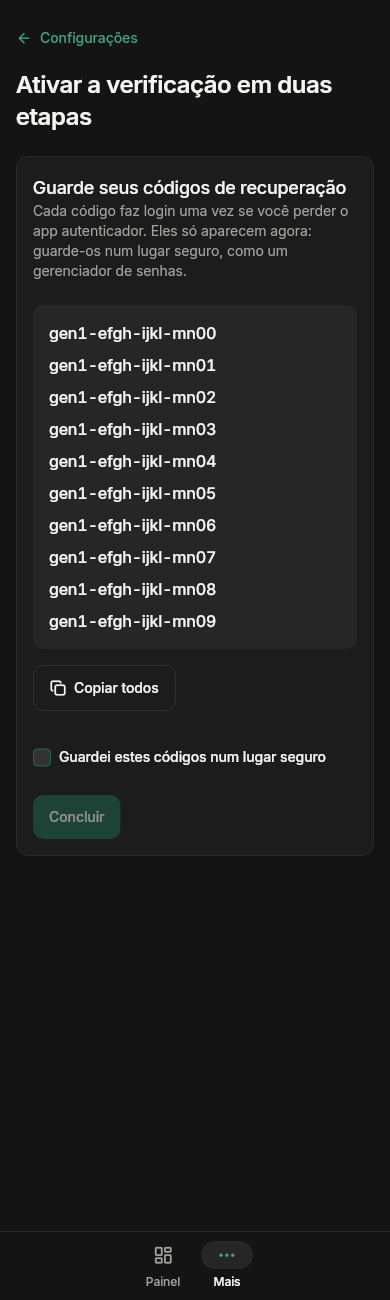 Configurações
Ativar a verificação em duas
etapas
Guarde seus códigos de recuperação
Cada código faz login uma vez se você perder o
app autenticador. Eles só aparecem agora:
guarde-os num lugar seguro, como um
gerenciador de senhas.
gen1-efgh-ijkl-mn00
gen1-efgh-ijkl-mn01
gen1-efgh-ijkl-mn02
gen1-efgh-ijkl-mn03
gen1-efgh-ijkl-mn04
gen1-efgh-ijkl-mn05
gen1-efgh-ijkl-mn06
gen1-efgh-ijkl-mn07
gen1-efgh-ijkl-mn08
gen1-efgh-ijkl-mn09
Copiar todos
Guardei estes códigos num lugar seguro
Concluir
Painel
Mais